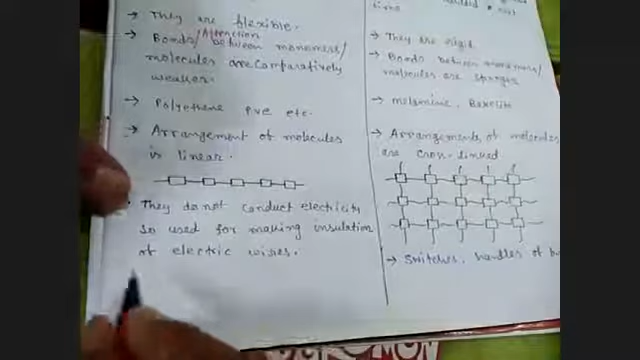 → They are flexible.
→ Bonds/Attraction
between monomers/
molecules are comparatively
weaker.
→ Polyethene PVC etc.
→ Arrangement of molecules
is linear.
They do not conduct electricity
so used for making insulation
of electric wires.
→ They are rigid
→ Bonds between monomers/
molecules are stronger
→ melamine, Bakelite
→ Arrangements of molecules
are cross-linked
→ Switches, handles of